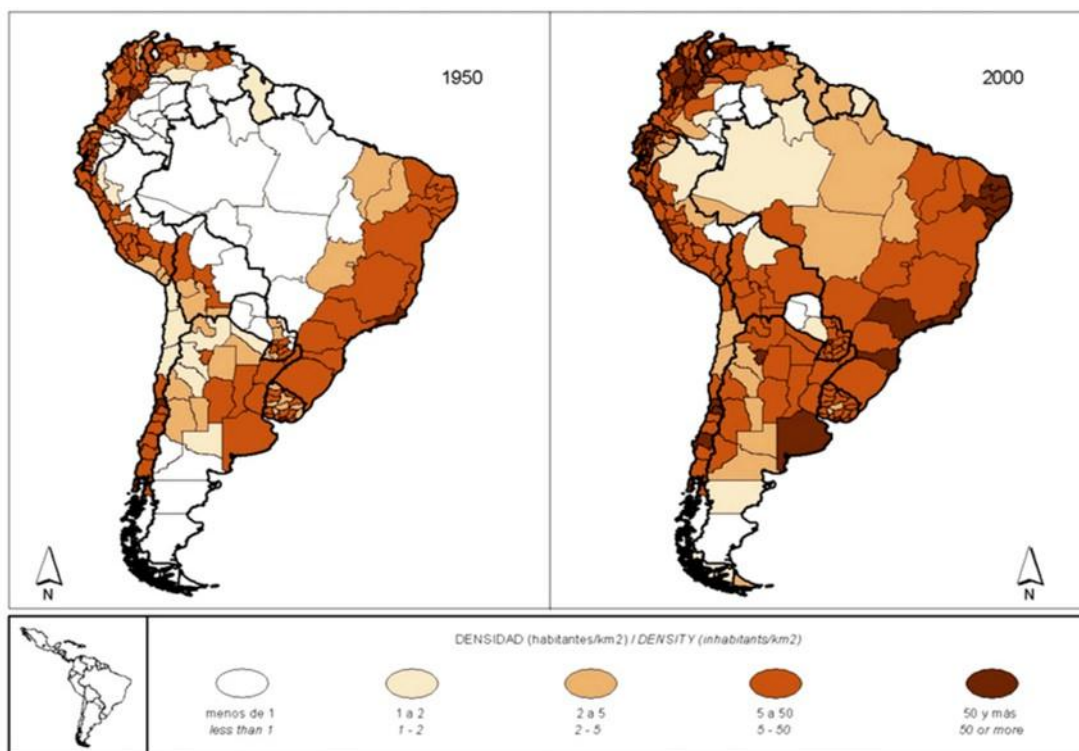 1950
2000
N
N
DENSIDAD (habitantes/km2) / DENSITY (inhabitants/km2)
menos de 1
less than 1
1 a 2
1 - 2
2 a 5
2 - 5
5 a 50
5 - 50
50 y más
50 or more